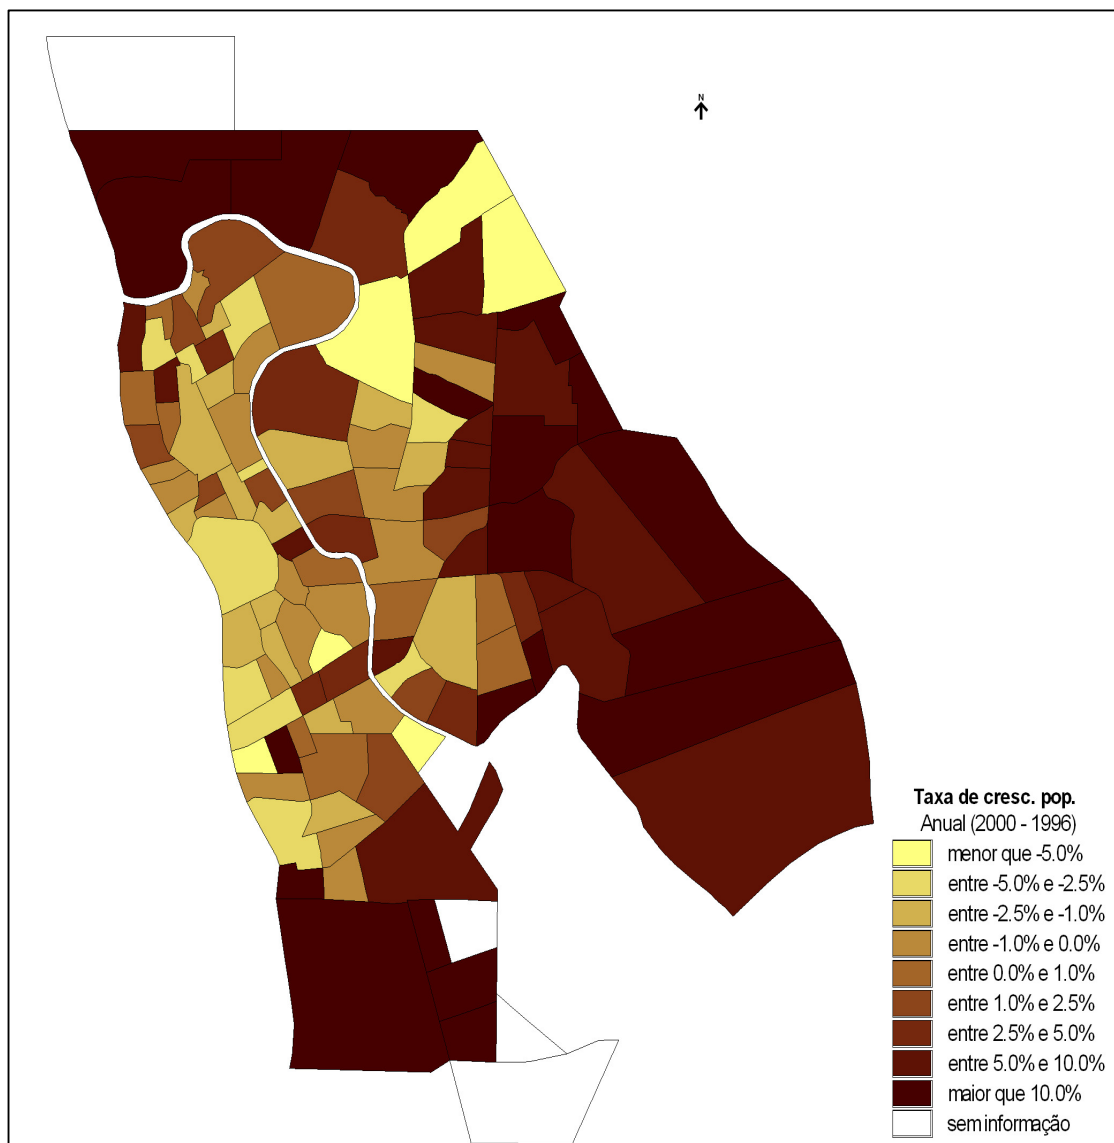 N
Taxa de cresc. pop.
Anual (2000 - 1996)
menor que -5.0%
entre -5.0% e -2.5%
entre -2.5% e -1.0%
entre -1.0% e 0.0%
entre 0.0% e 1.0%
entre 1.0% e 2.5%
entre 2.5% e 5.0%
entre 5.0% e 10.0%
maior que 10.0%
sem informação